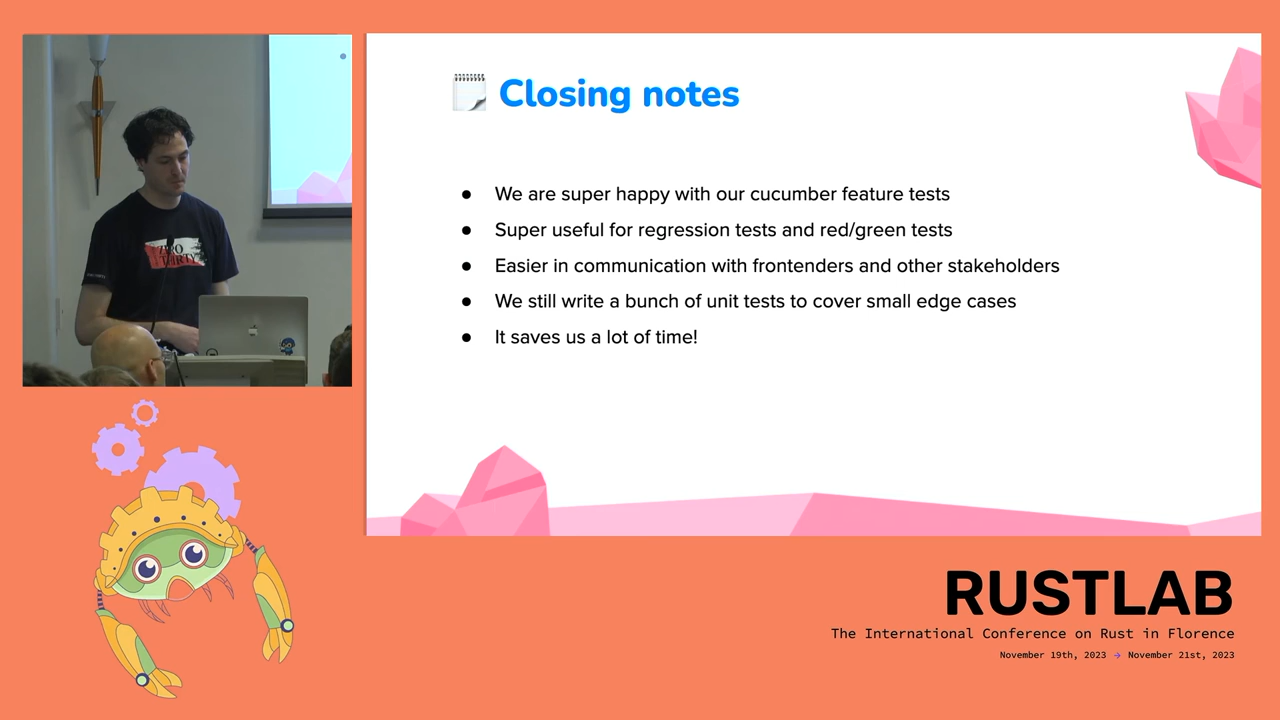 Closing notes
● We are super happy with our cucumber feature tests
● Super useful for regression tests and red/green tests
● Easier in communication with frontenders and other stakeholders
● We still write a bunch of unit tests to cover small edge cases
● It saves us a lot of time!
ZERO
THIRTY
RUSTLAB
The International Conference on Rust in Florence
November 19th, 2023 → November 21st, 2023